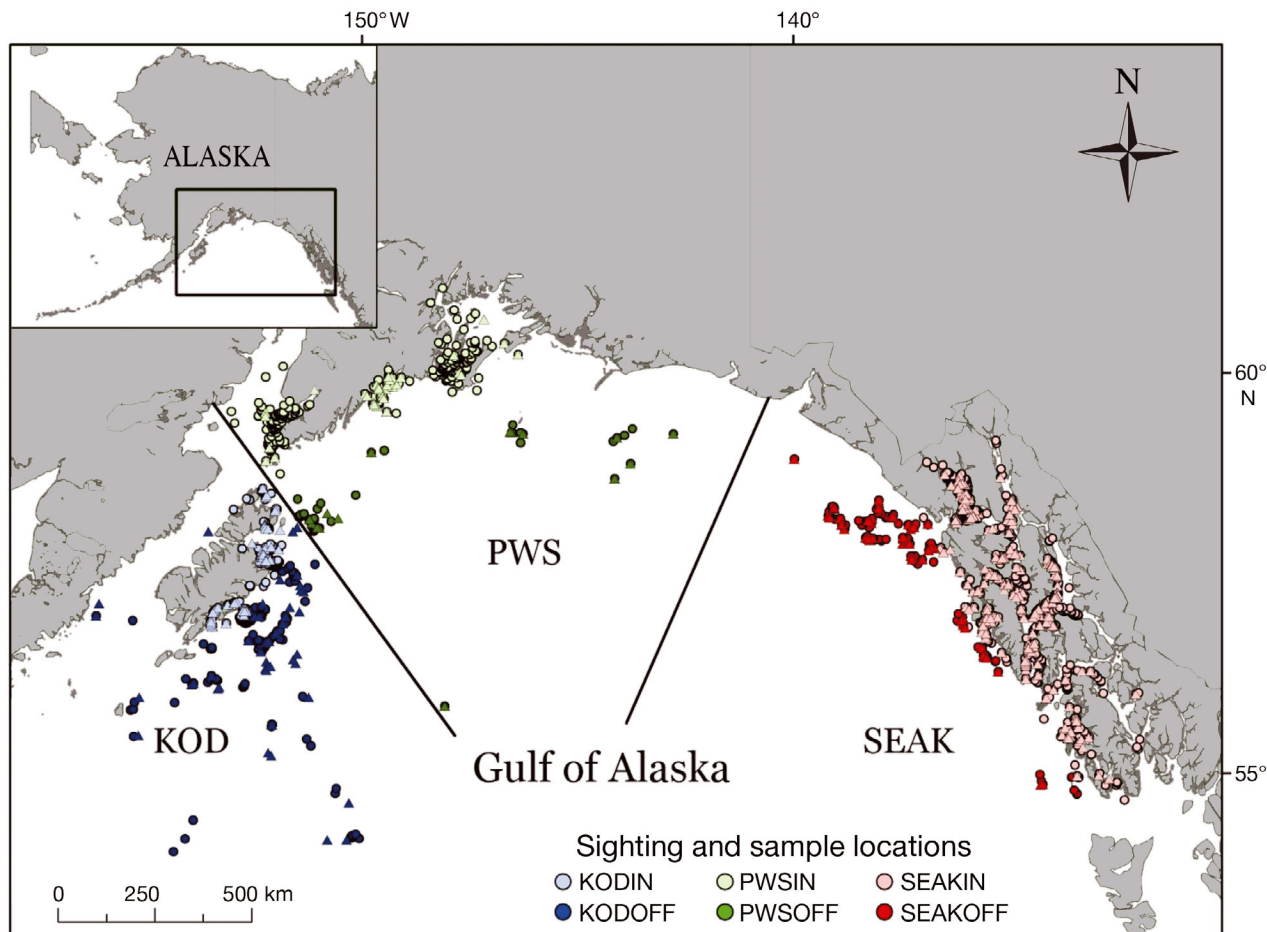 150°W
140°
N
ALASKA
60°
N
PWS
KOD
SEAK
Gulf of Alaska
55°
Sighting and sample locations
KODIN
PWSIN
SEAKIN
KODOFF
PWSOFF
SEAKOFF
0 250 500 km